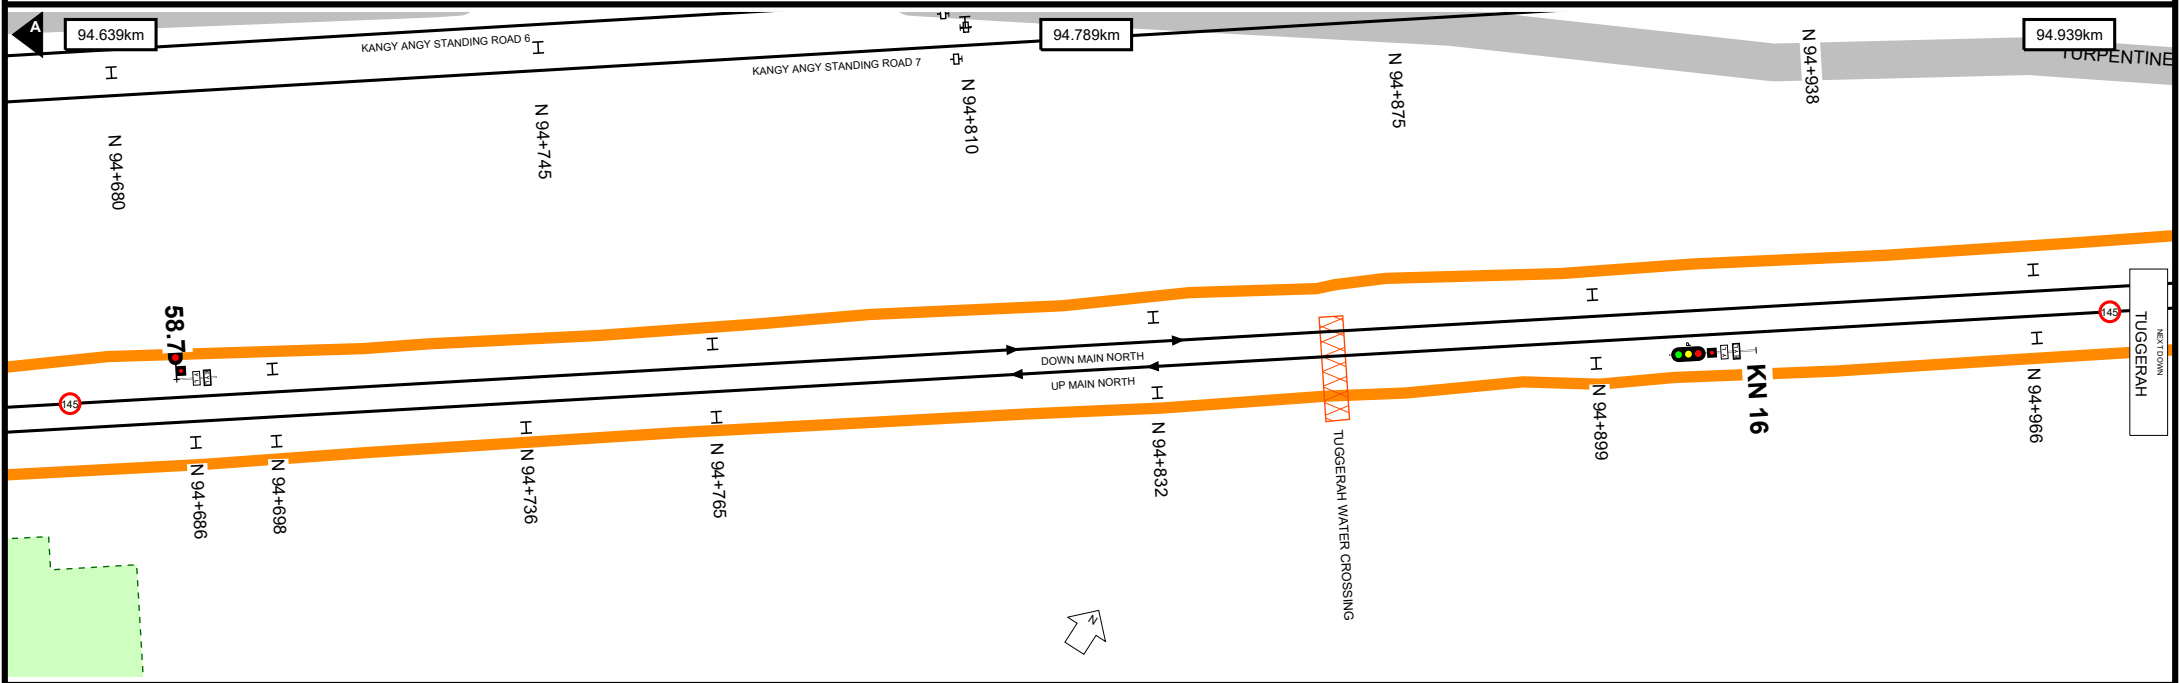 A
94.639km
94.789km
94.939km
KANGY ANGY STANDING ROAD 6
KANGY ANGY STANDING ROAD 7
TURPENTINE
N 94+680
N 94+745
N 94+810
N 94+875
N 94+938
58.7
145
DOWN MAIN NORTH
UP MAIN NORTH
145
KN 16
NEXT DOWN
TUGGERAH
N 94+686
N 94+698
N 94+736
N 94+765
N 94+832
TUGGERAH WATER CROSSING
N 94+899
N 94+966
N